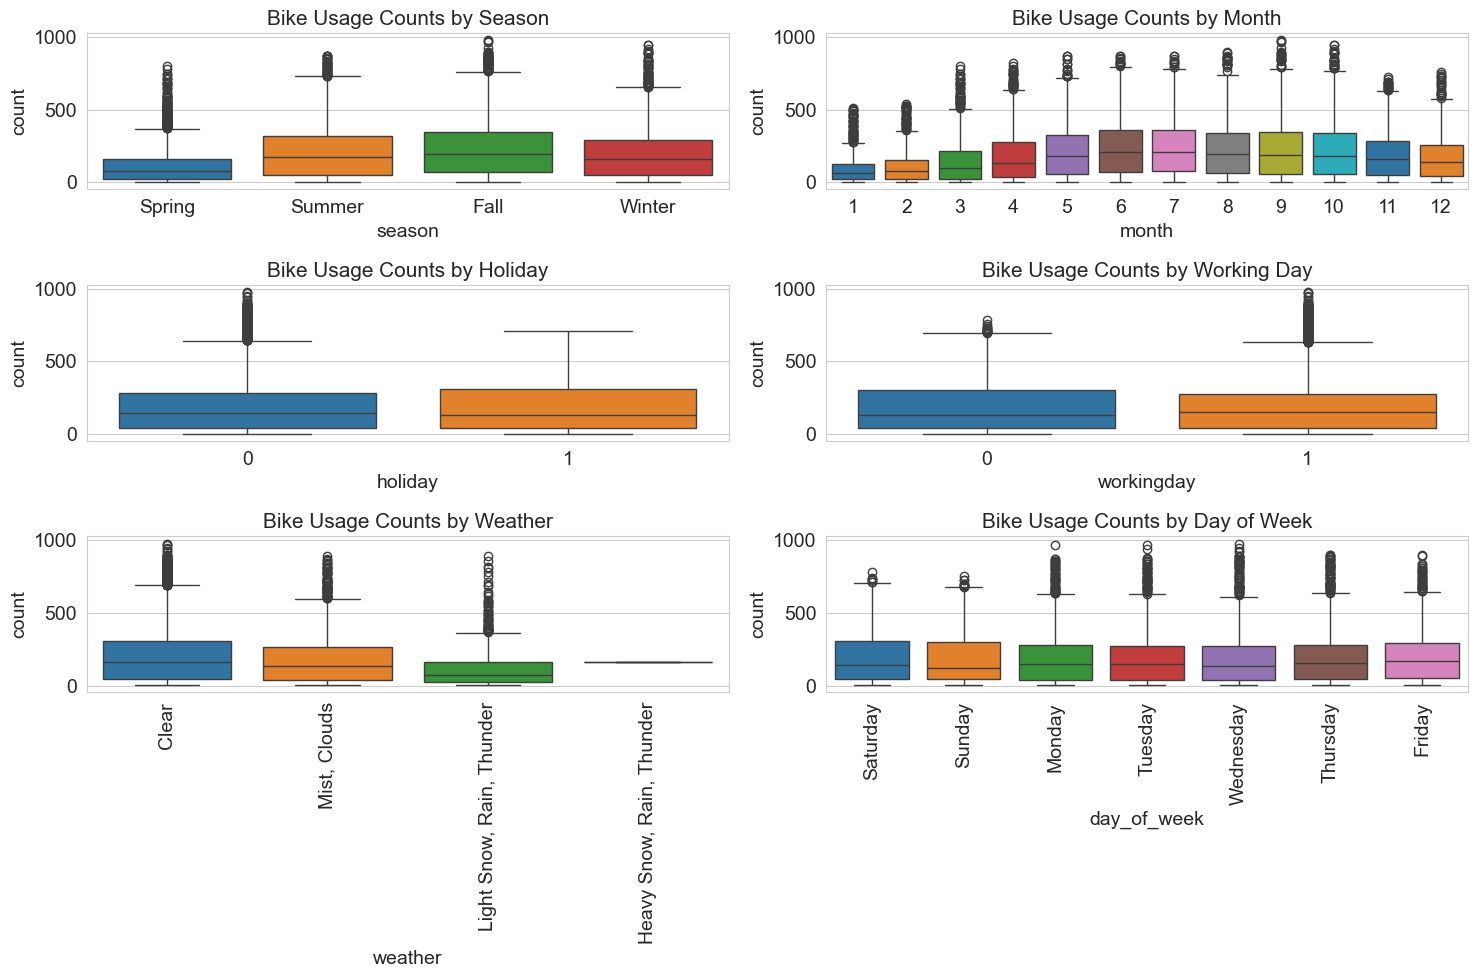 Bike Usage Counts by Season
1000
500
0
count
Spring Summer Fall Winter
season
Bike Usage Counts by Month
1000
500
0
count
1 2 3 4 5 6 7 8 9 10 11 12
month
Bike Usage Counts by Holiday
1000
500
0
count
0 1
holiday
Bike Usage Counts by Working Day
1000
500
0
count
0 1
workingday
Bike Usage Counts by Weather
1000
500
0
count
Clear
Mist, Clouds
Light Snow, Rain, Thunder
Heavy Snow, Rain, Thunder
weather
Bike Usage Counts by Day of Week
1000
500
0
count
Saturday
Sunday
Monday
Tuesday
Wednesday
Thursday
Friday
day_of_week